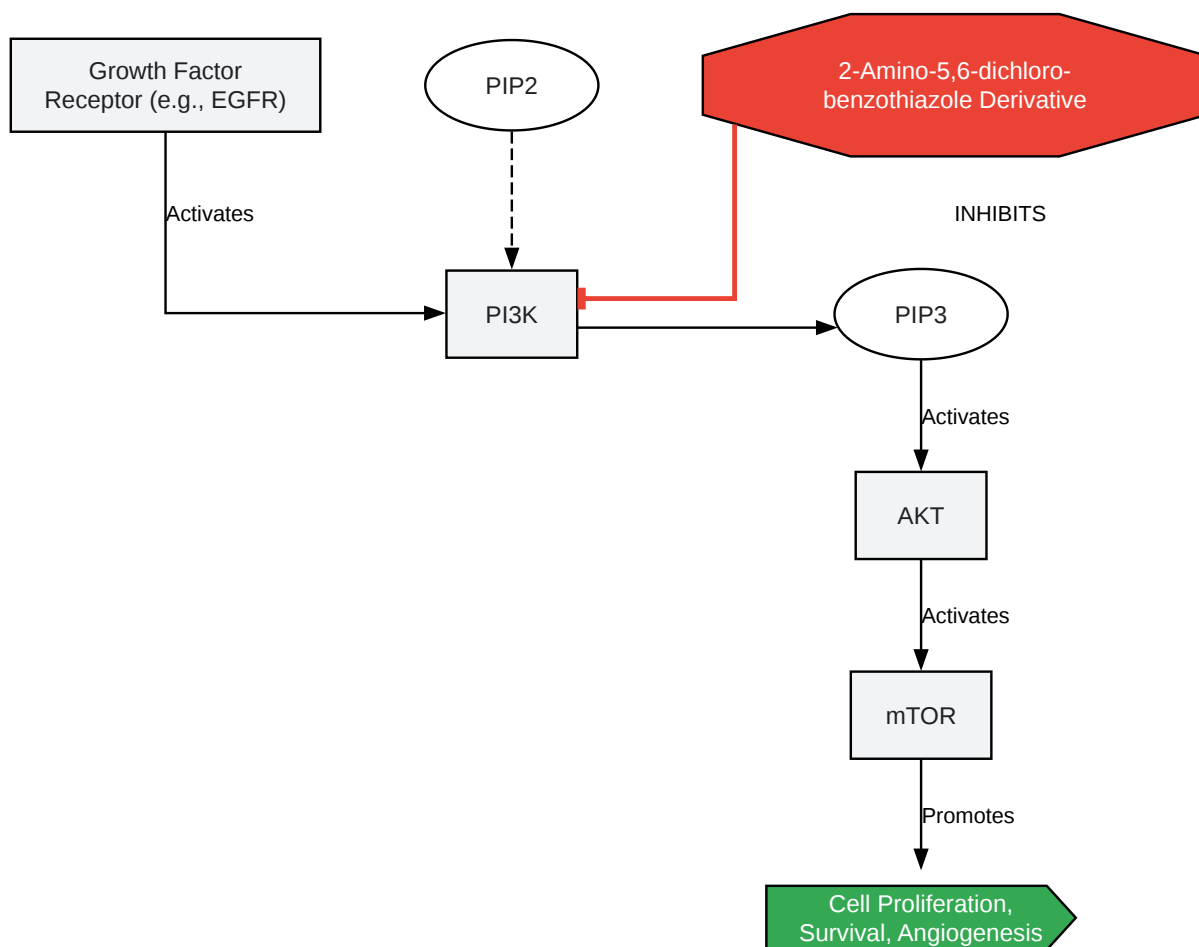 Growth Factor
Receptor (e.g., EGFR)
PIP2
2-Amino-5,6-dichloro-
benzothiazole Derivative
Activates
INHIBITS
PI3K
PIP3
Activates
AKT
Activates
mTOR
Promotes
Cell Proliferation,
Survival, Angiogenesis